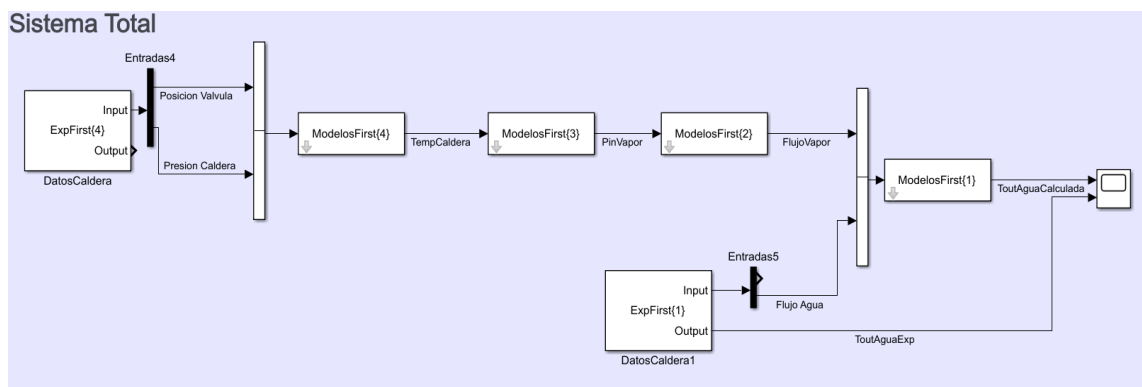 Sistema Total
Entradas4
Posicion Valvula
Input
ExpFirst{4}
Output
Presion Caldera
DatosCaldera
ModelosFirst{4}
TempCaldera
ModelosFirst{3}
PinVapor
ModelosFirst{2}
FlujoVapor
ModelosFirst{1}
ToutAguaCalculada
Entradas5
Input
Flujo Agua
ExpFirst{1}
Output
ToutAguaExp
DatosCaldera1